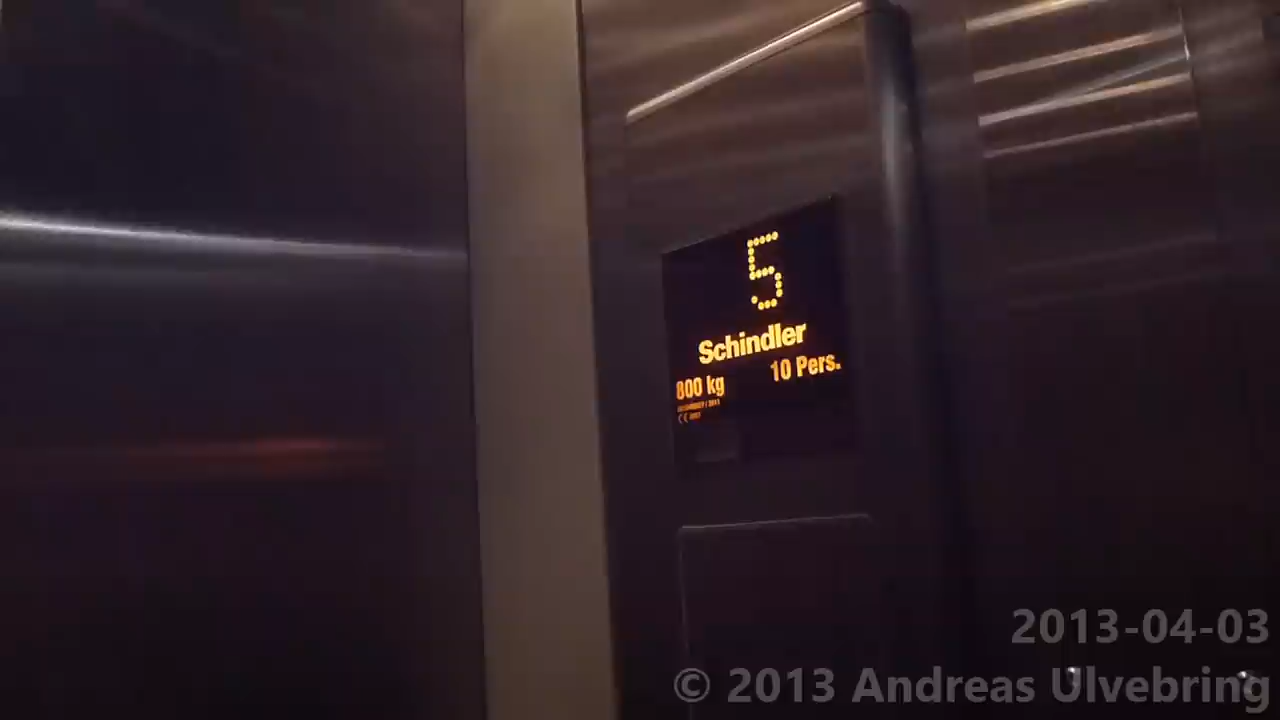 5
Schindler
800 kg 10 Pers.
2013-04-03
© 2013 Andreas Ulvebring